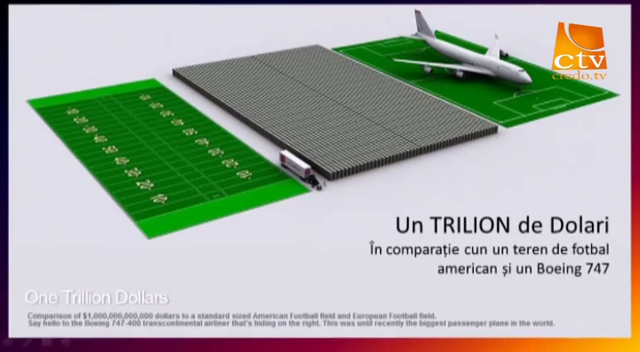 ctv
credo.tv
Un TRILION de Dolari
În comparație cun un teren de fotbal
american și un Boeing 747
One Trillion Dollars
Comparison of $1,000,000,000,000 dollars to a standard sized American Football field and European Football field.
Say hello to the Boeing 747-400 transcontinental airliner that's hiding on the right. This was until recently the biggest passenger plane in the world.